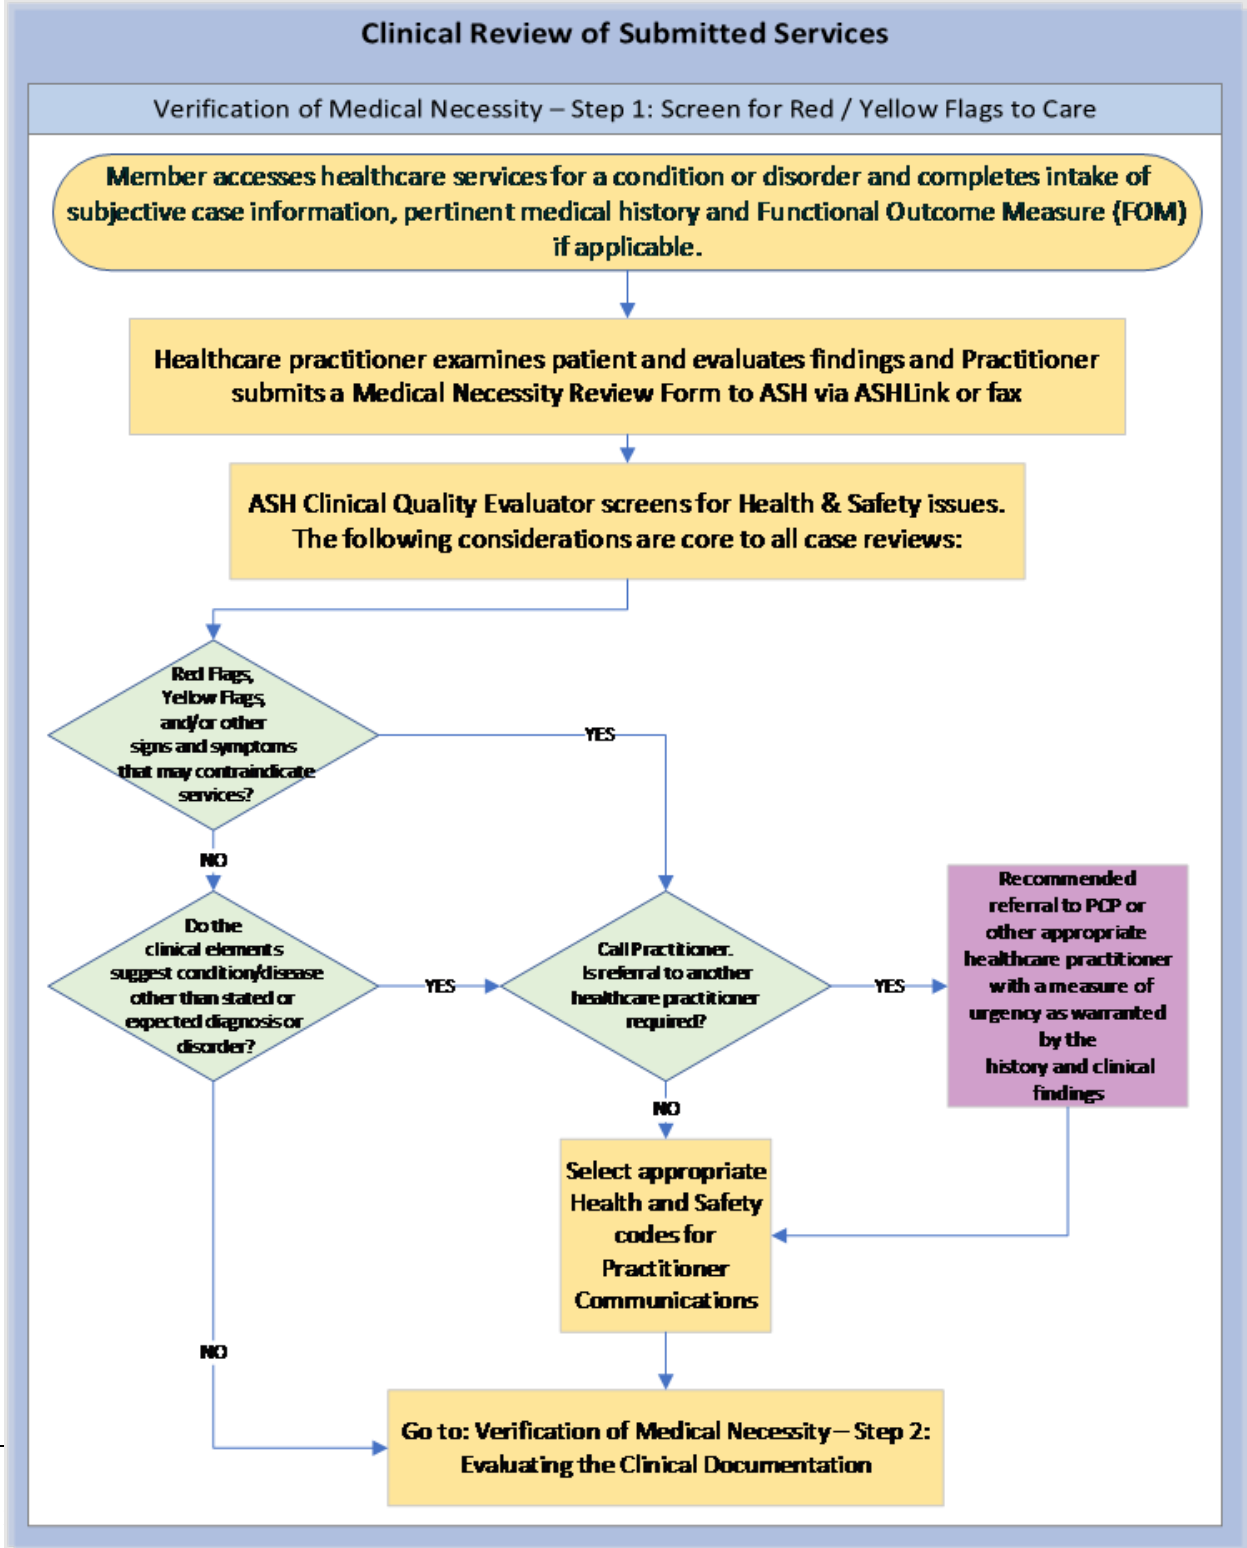 Clinical Review of Submitted Services
Verification of Medical Necessity – Step 1: Screen for Red / Yellow Flags to Care
Member accesses healthcare services for a condition or disorder and completes intake of
subjective case information, pertinent medical history and Functional Outcome Measure (FOM)
if applicable.
Healthcare practitioner examines patient and evaluates findings and Practitioner
submits a Medical Necessity Review Form to ASH via ASHLink or fax
ASH Clinical Quality Evaluator screens for Health & Safety issues.
The following considerations are core to all case reviews:
Red Flags,
Yellow Flags,
and/or other
signs and symptoms
that may contraindicate
services?
YES
NO
Do the
clinical elements
suggest condition/disease
other than stated or
expected diagnosis or
disorder?
YES
Call Practitioner.
Is referral to another
healthcare practitioner
required?
YES
Recommended
referral to PCP or
other appropriate
healthcare practitioner
with a measure of
urgency as warranted
by the
history and clinical
findings
NO
Select appropriate
Health and Safety
codes for
Practitioner
Communications
NO
Go to: Verification of Medical Necessity – Step 2:
Evaluating the Clinical Documentation